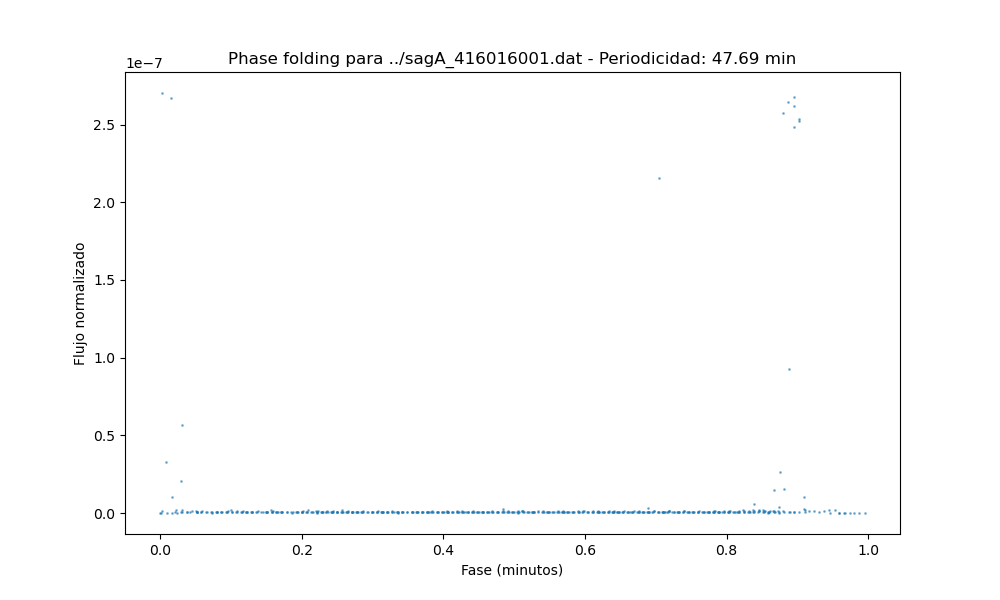 Phase folding para ../sagA_416016001.dat - Periodicidad: 47.69 min
1e−7
2.5
2.0
1.5
1.0
0.5
0.0
Flujo normalizado
0.0 0.2 0.4 0.6 0.8 1.0
Fase (minutos)